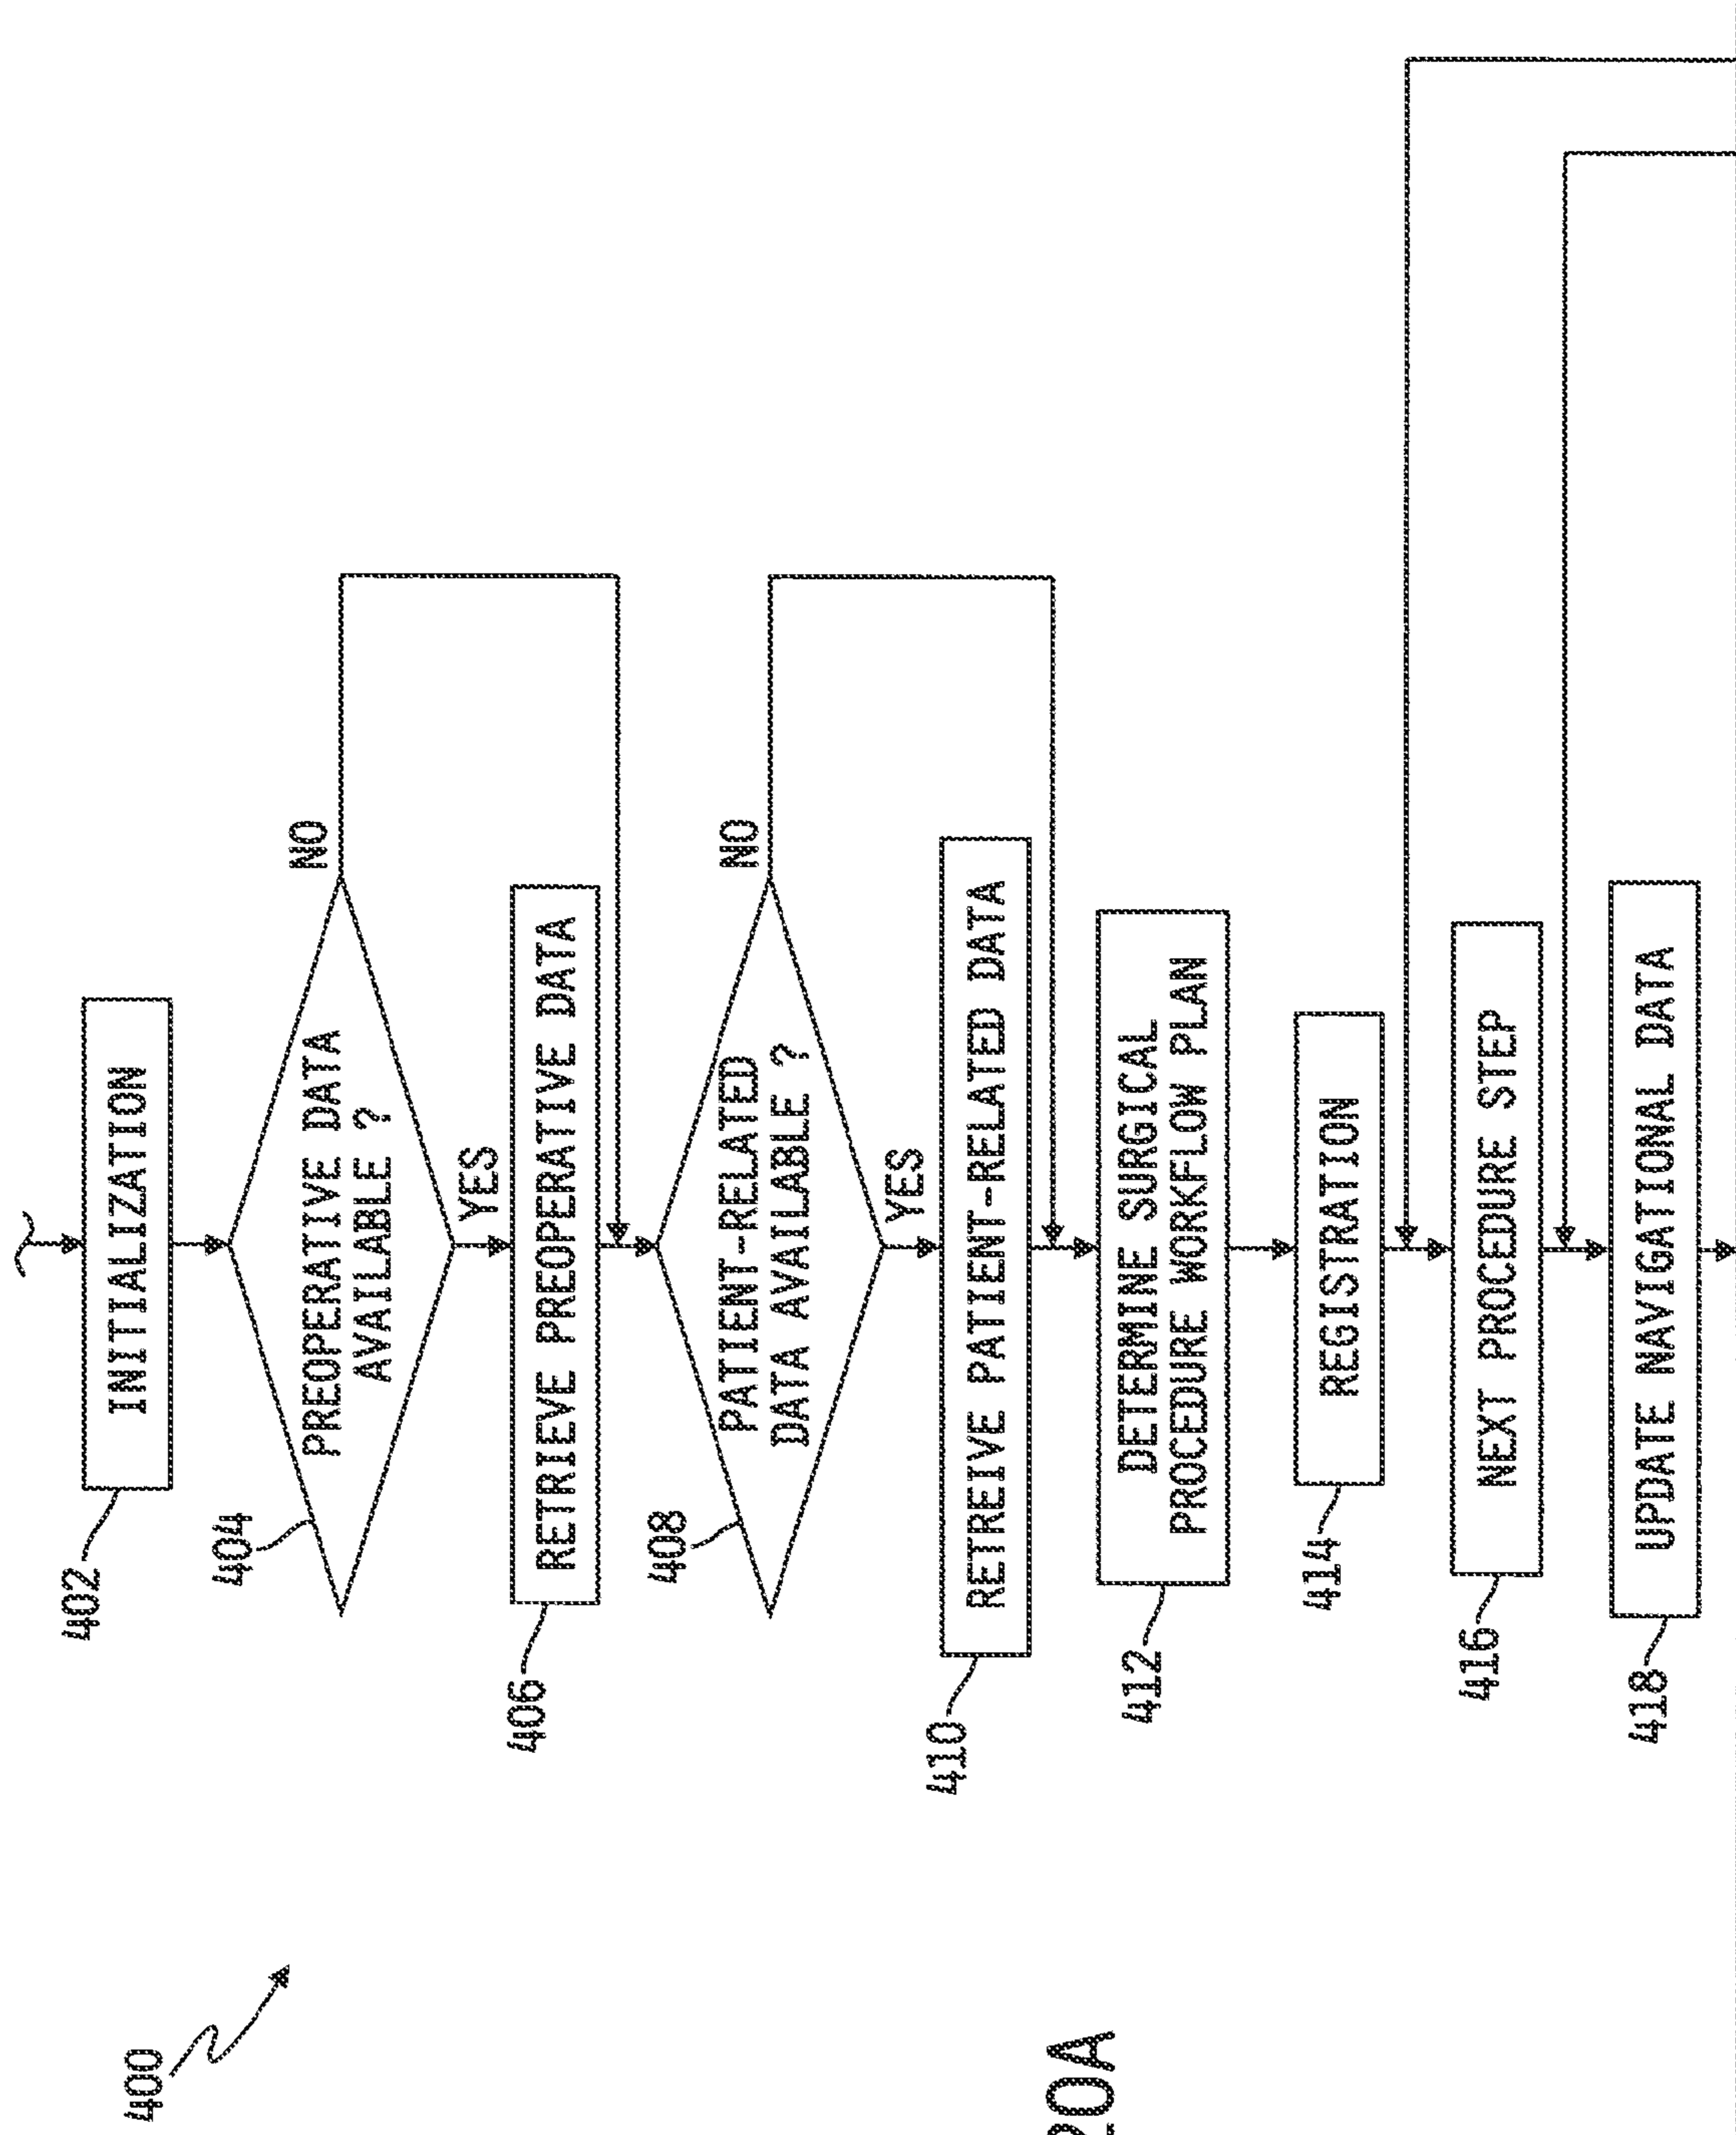 400
402
INITIALIZATION
404
PREOPERATIVE DATA
AVAILABLE ?
NO
YES
406
RETRIEVE PREOPERATIVE DATA
408
PATIENT-RELATED
DATA AVAILABLE ?
NO
YES
410
RETREIVE PATIENT-RELATED DATA
412
DETERMINE SURGICAL
PROCEDURE WORKFLOW PLAN
414
REGISTRATION
416
NEXT PROCEDURE STEP
418
UPDATE NAVIGATIONAL DATA
20A